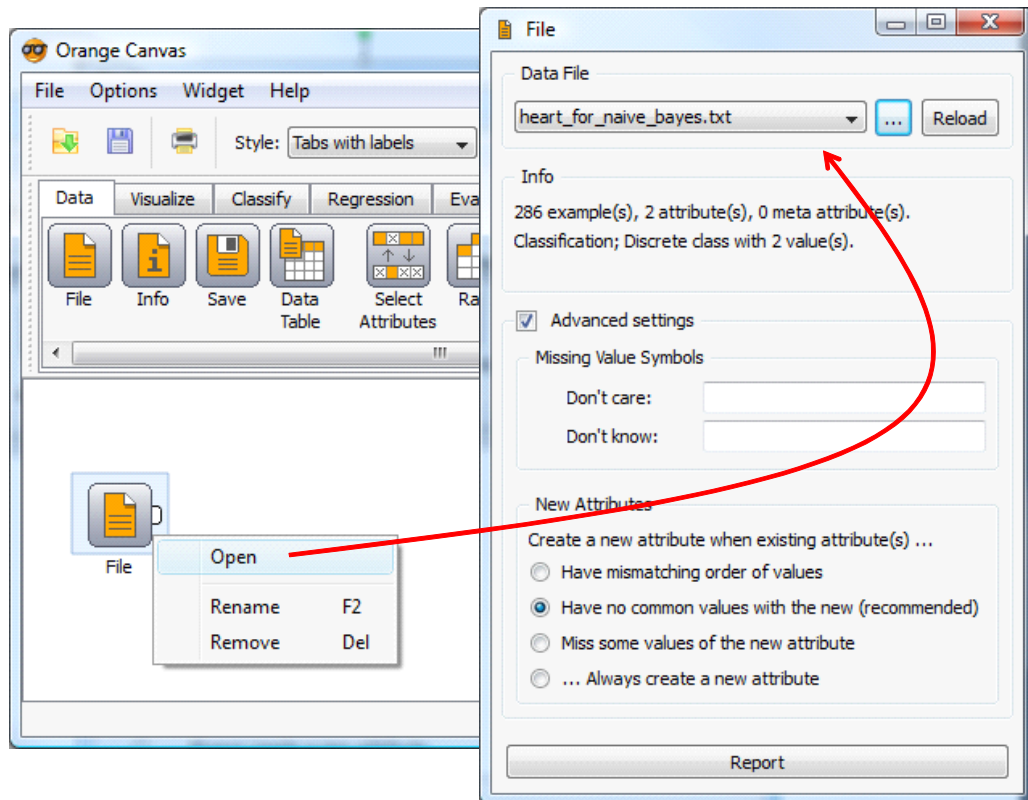 Orange Canvas
File Options Widget Help
Style: Tabs with labels
Data Visualize Classify Regression Eva
File Info Save Data Table Select Attributes Ra
File
Open
Rename F2
Remove Del
File
Data File
heart_for_naive_bayes.txt ... Reload
Info
286 example(s), 2 attribute(s), 0 meta attribute(s).
Classification; Discrete class with 2 value(s).
Advanced settings
Missing Value Symbols
Don't care:
Don't know:
New Attributes
Create a new attribute when existing attribute(s) ...
Have mismatching order of values
Have no common values with the new (recommended)
Miss some values of the new attribute
... Always create a new attribute
Report